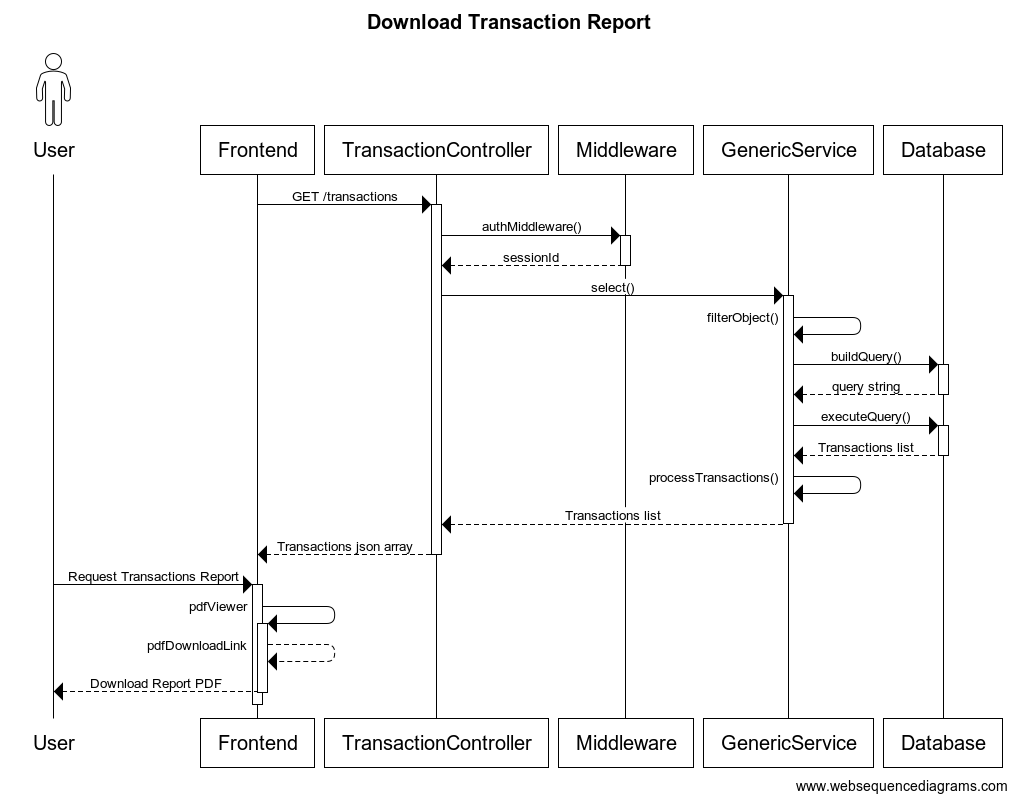 Download Transaction Report
User
Frontend
TransactionController
Middleware
GenericService
Database
GET /transactions
authMiddleware()
sessionId
select()
filterObject()
buildQuery()
query string
executeQuery()
Transactions list
processTransactions()
Transactions list
Transactions json array
Request Transactions Report
pdfViewer
pdfDownloadLink
Download Report PDF
User
Frontend
TransactionController
Middleware
GenericService
Database
www.websequencediagrams.com